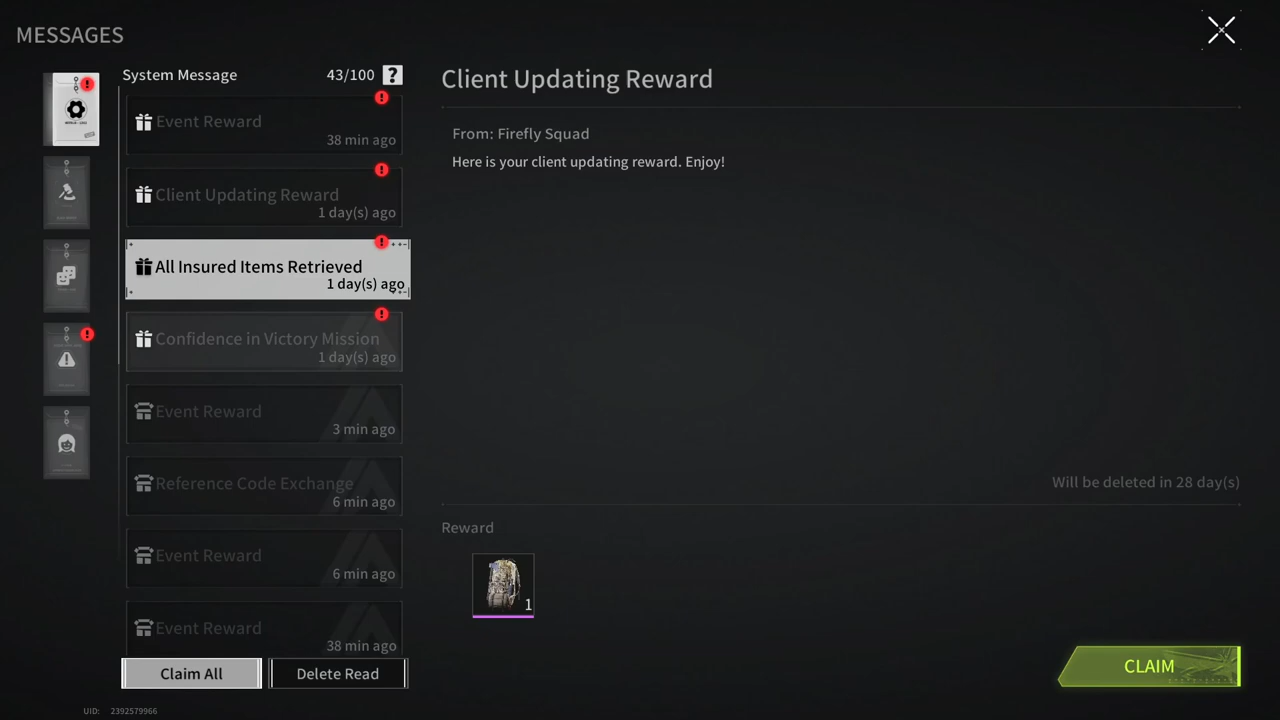 MESSAGES
System Message 43/100 ?
Event Reward
38 min ago
Client Updating Reward
1 day(s) ago
All Insured Items Retrieved
1 day(s) ago
Confidence in Victory Mission
1 day(s) ago
Event Reward
3 min ago
Reference Code Exchange
6 min ago
Event Reward
6 min ago
Event Reward
38 min ago
Claim All
Delete Read
UID: 2392579966
Client Updating Reward
From: Firefly Squad
Here is your client updating reward. Enjoy!
Will be deleted in 28 day(s)
Reward
1
CLAIM